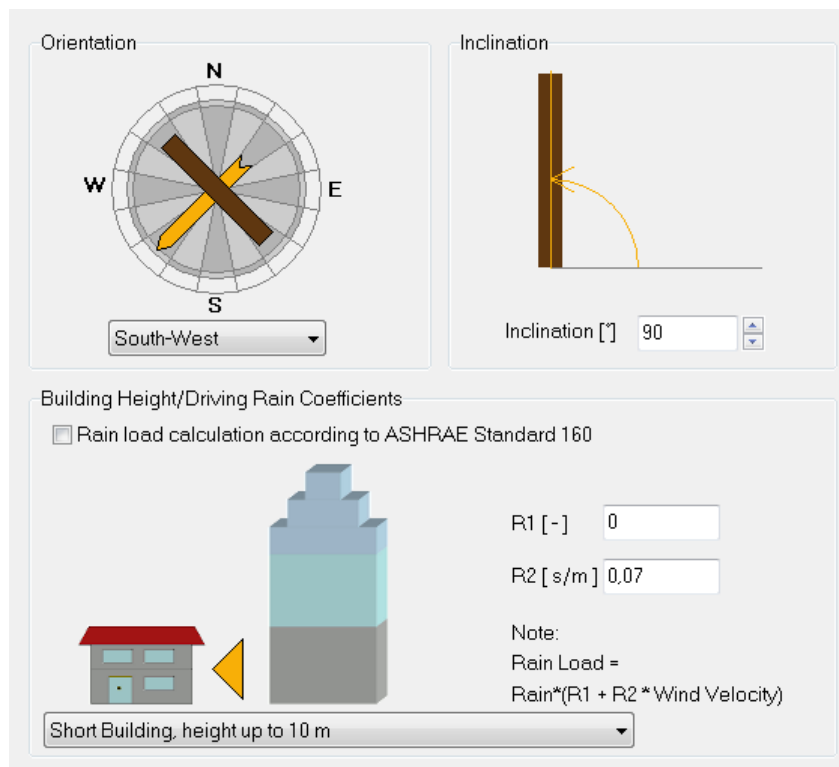 Orientation
N
W
E
S
South-West
Inclination
Inclination [°] 90
Building Height/Driving Rain Coefficients
Rain load calculation according to ASHRAE Standard 160
R1 [ - ] 0
R2 [ s/m ] 0,07
Note:
Rain Load =
Rain*(R1 + R2 * Wind Velocity)
Short Building, height up to 10 m